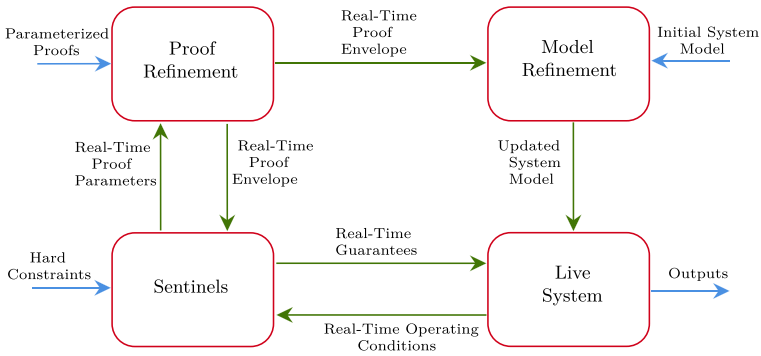 Parameterized
Proofs
Proof
Refinement
Real-Time
Proof
Envelope
Model
Refinement
Initial System
Model
Real-Time
Proof
Parameters
Real-Time
Proof
Envelope
Updated
System
Model
Hard
Constraints
Sentinels
Real-Time
Guarantees
Live
System
Outputs
Real-Time Operating
Conditions